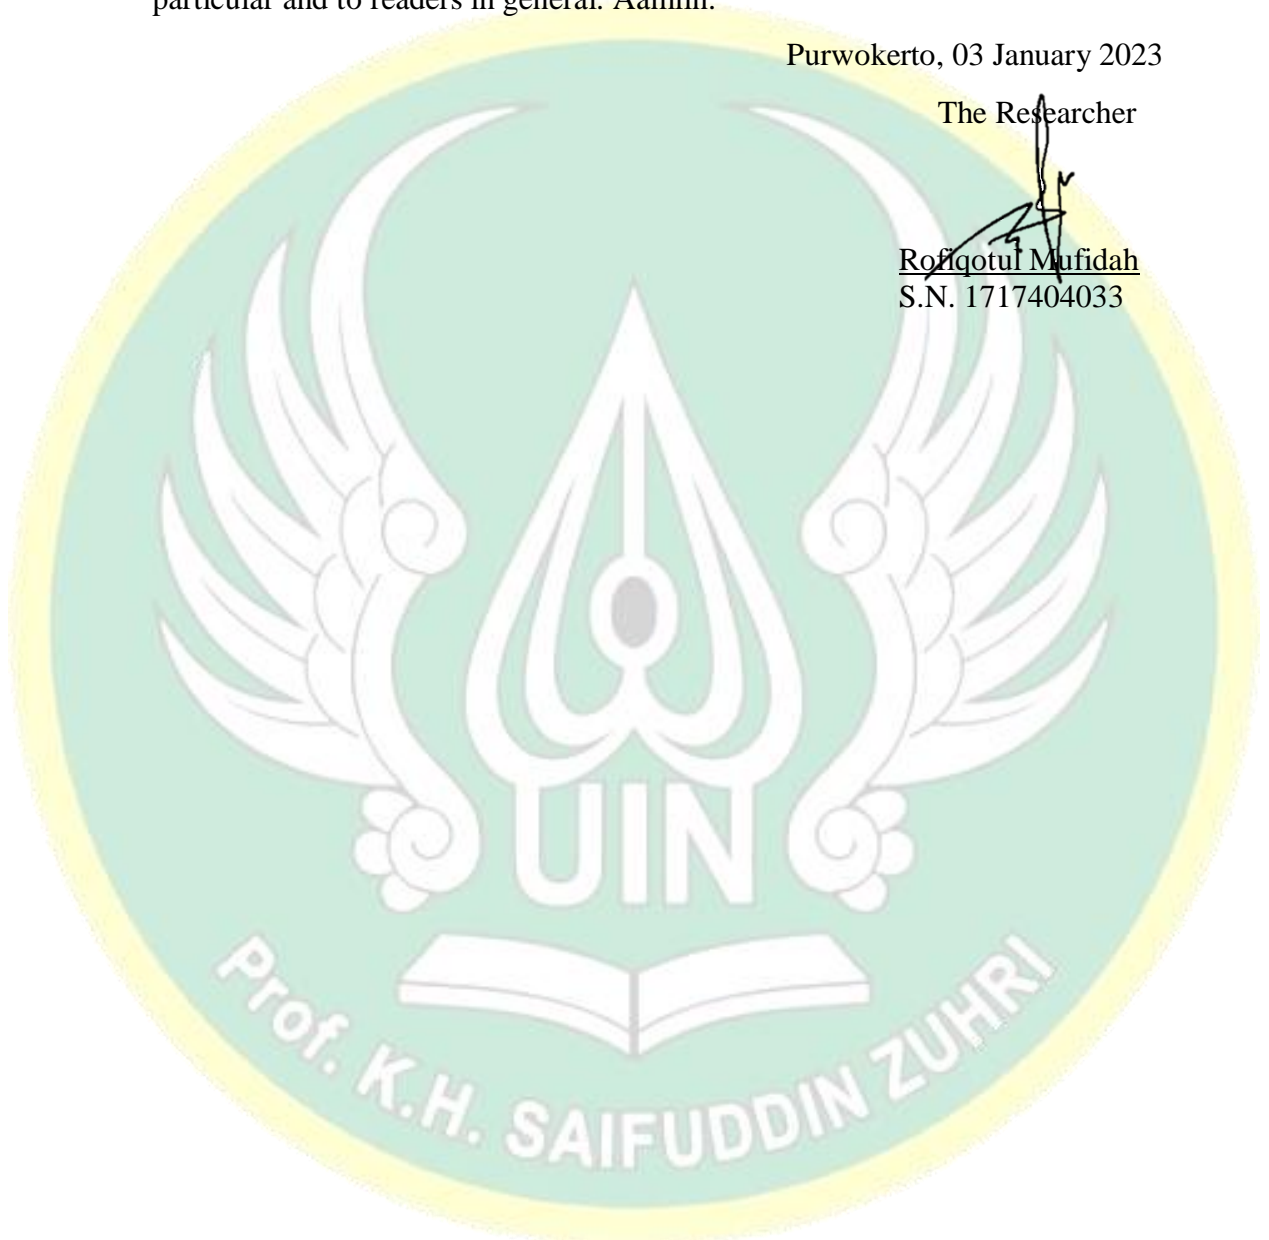 particular and to readers in general. Aamiin.
Purwokerto, 03 January 2023
The Researcher
Rofiqotul Mufidah
S.N. 1717404033
UIN
Prof. K.H. SAIFUDDIN ZUHRI